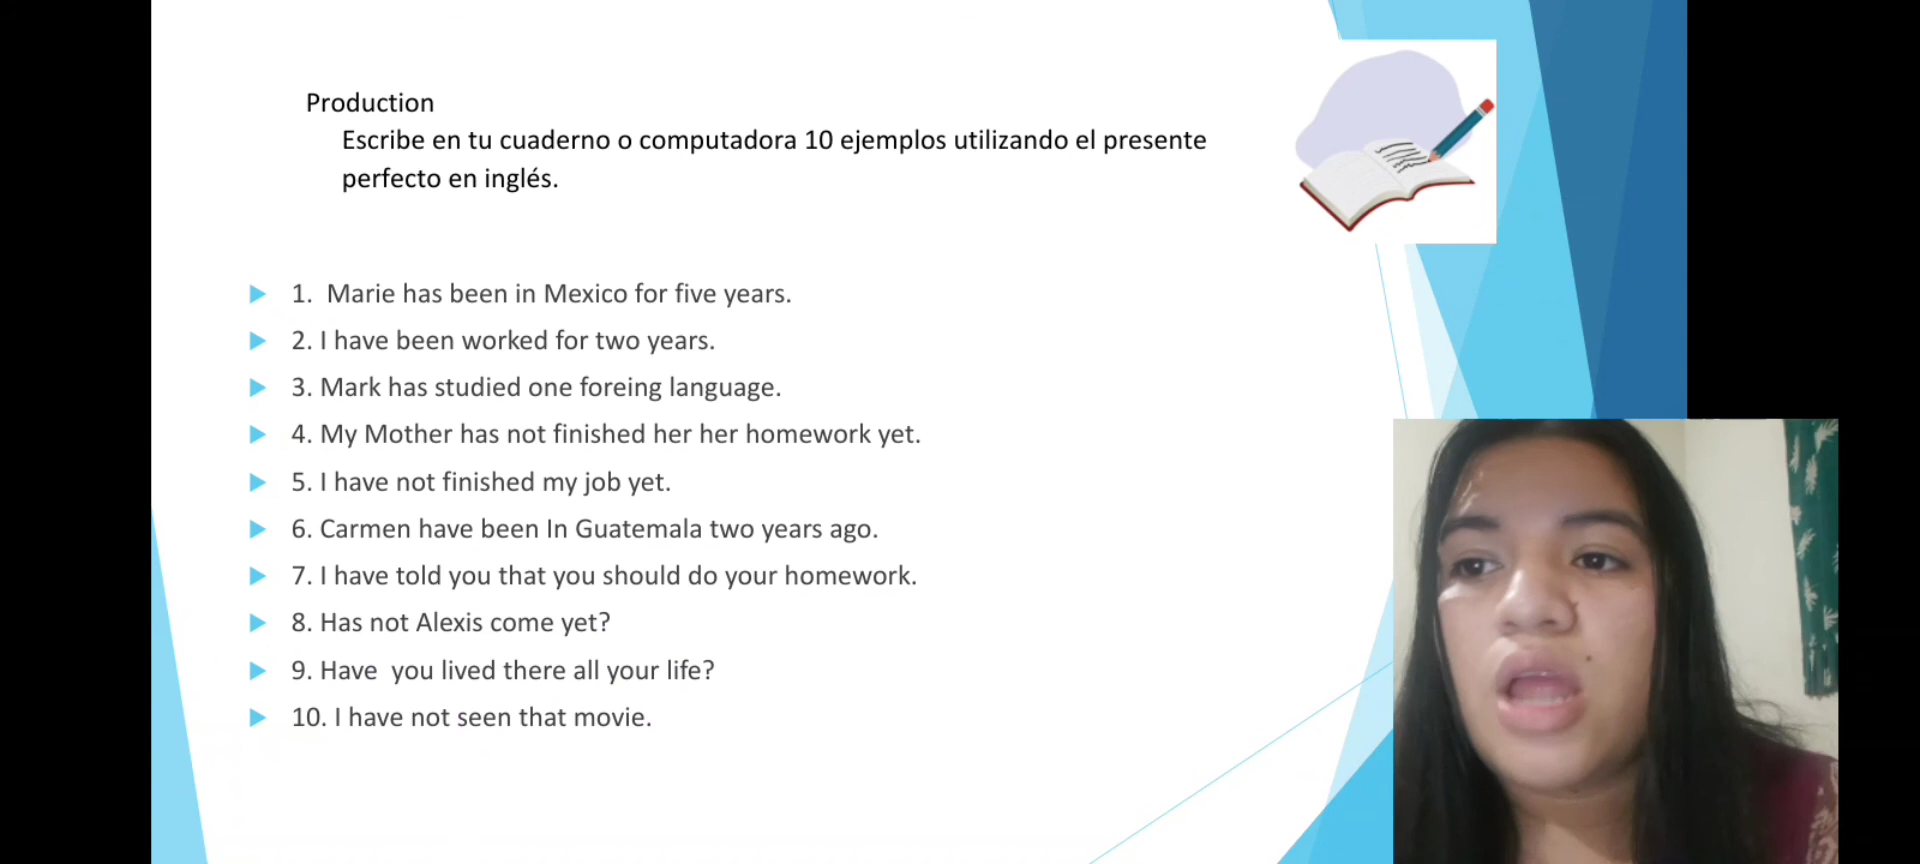 Production
Escribe en tu cuaderno o computadora 10 ejemplos utilizando el presente
perfecto en inglés.
1. Marie has been in Mexico for five years.
2. I have been worked for two years.
3. Mark has studied one foreing language.
4. My Mother has not finished her her homework yet.
5. I have not finished my job yet.
6. Carmen have been In Guatemala two years ago.
7. I have told you that you should do your homework.
8. Has not Alexis come yet?
9. Have you lived there all your life?
10. I have not seen that movie.